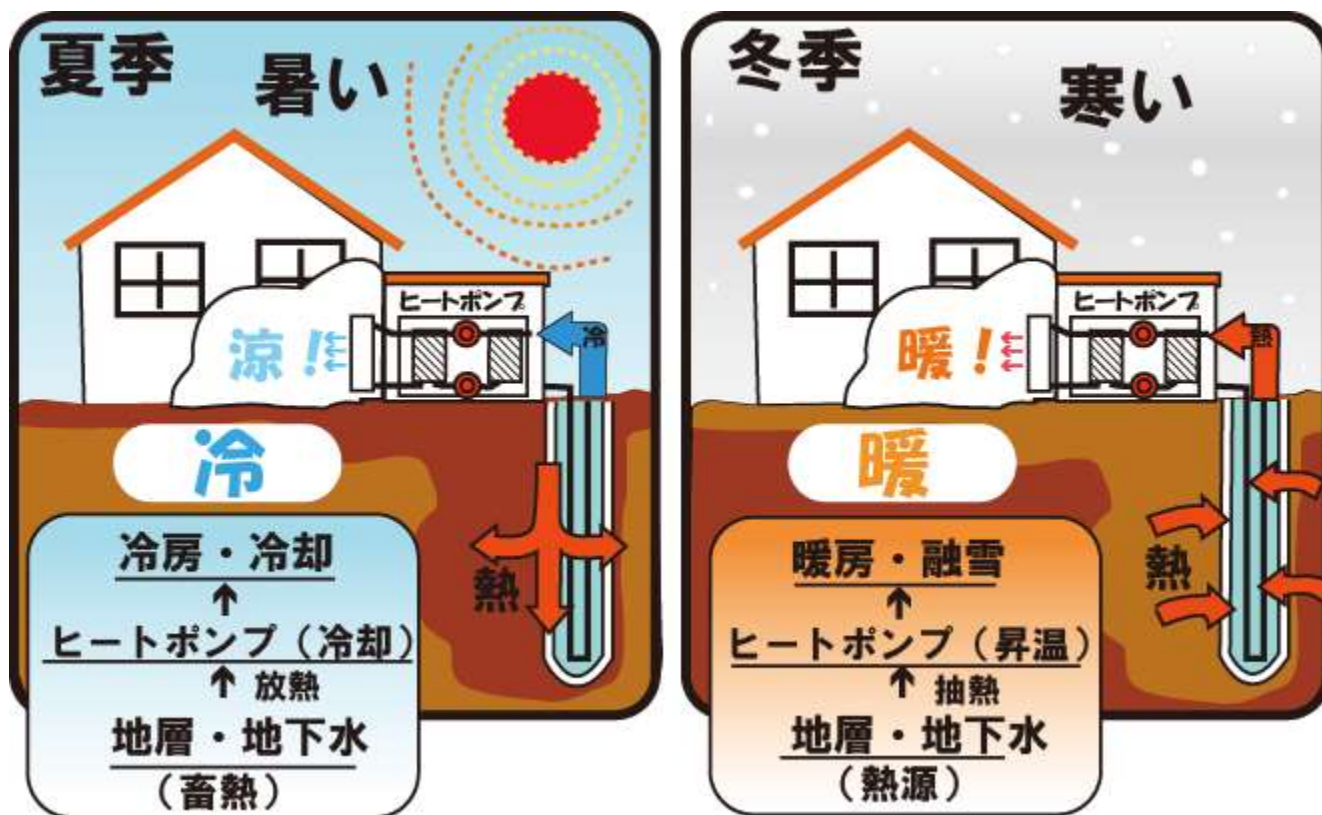 夏季
暑い
ヒートポンプ
冷
涼！
冷
熱
冷房・冷却
↑
ヒートポンプ（冷却）
↑ 放熱
地層・地下水
（畜熱）
冬季
寒い
ヒートポンプ
熱
暖！
暖
熱
暖房・融雪
↑
ヒートポンプ（昇温）
↑ 抽熱
地層・地下水
（熱源）